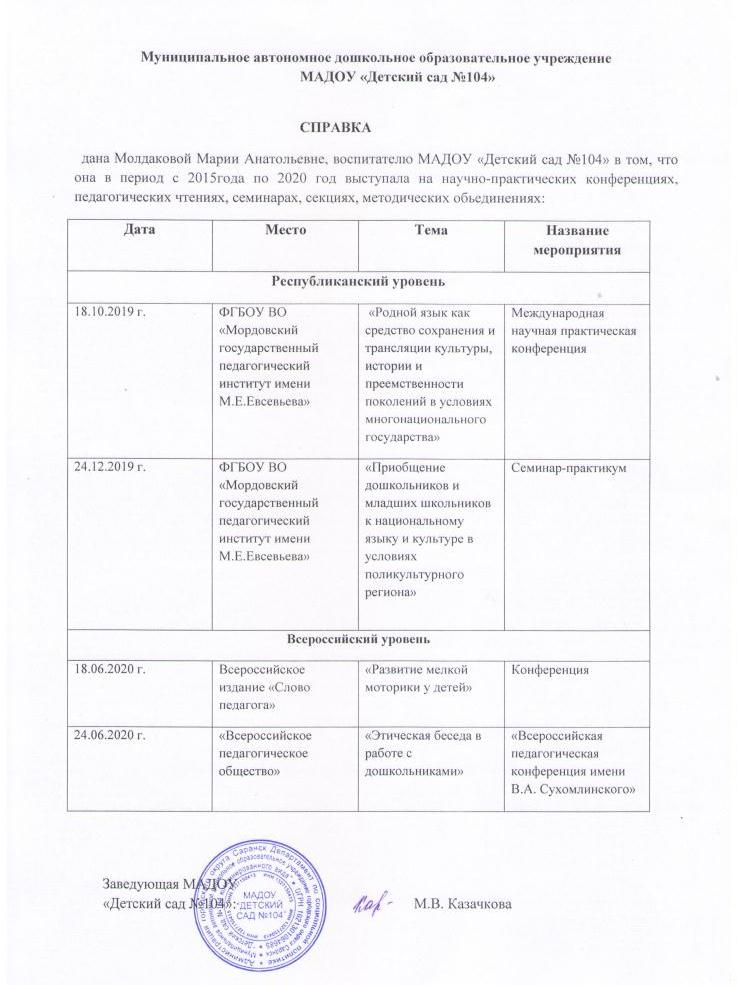 Муниципальное автономное дошкольное образовательное учреждение
МАДОУ «Детский сад №104»
СПРАВКА
дана Молдаковой Марии Анатольевне, воспитателю МАДОУ «Детский сад №104» в том, что
она в период с 2015года по 2020 год выступала на научно-практических конференциях,
педагогических чтениях, семинарах, секциях, методических обьединениях:
Дата Место Тема Название
мероприятия
Республиканский уровень
18.10.2019 г.
ФГБОУ ВО
«Мордовский
государственный
педагогический
институт имени
М.Е.Евсевьева»
«Родной язык как
средство сохранения и
трансляции культуры,
истории и
преемственности
поколений в условиях
многонационального
государства»
Международная
научная практическая
конференция
24.12.2019 г.
ФГБОУ ВО
«Мордовский
государственный
педагогический
институт имени
М.Е.Евсевьева»
«Приобщение
дошкольников и
младших школьников
к национальному
языку и культуре в
условиях
поликультурного
региона»
Семинар-практикум
Всероссийский уровень
18.06.2020 г.
Всероссийское
издание «Слово
педагога»
«Развитие мелкой
моторики у детей»
Конференция
24.06.2020 г.
«Всероссийское
педагогическое
общество»
«Этическая беседа в
работе с
дошкольниками»
«Всероссийская
педагогическая
конференция имени
В.А. Сухомлинского»
Заведующая МАДОУ
«Детский сад №104»:
М.В. Казачкова
МАДОУ
"ДЕТСКИЙ
САД №104"